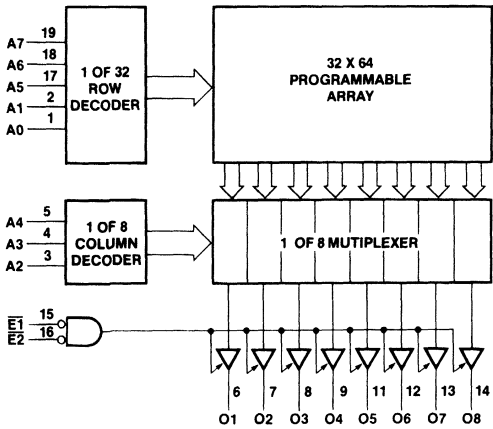 A7 19
A6 18
A5 17
A1 2
A0 1
1 OF 32
ROW
DECODER
32 X 64
PROGRAMMABLE
ARRAY
A4 5
A3 4
A2 3
1 OF 8
COLUMN
DECODER
1 OF 8 MUTIPLEXER
E1 15
E2 16
6 7 8 9 11 12 13 14
O1 O2 O3 O4 O5 O6 O7 O8